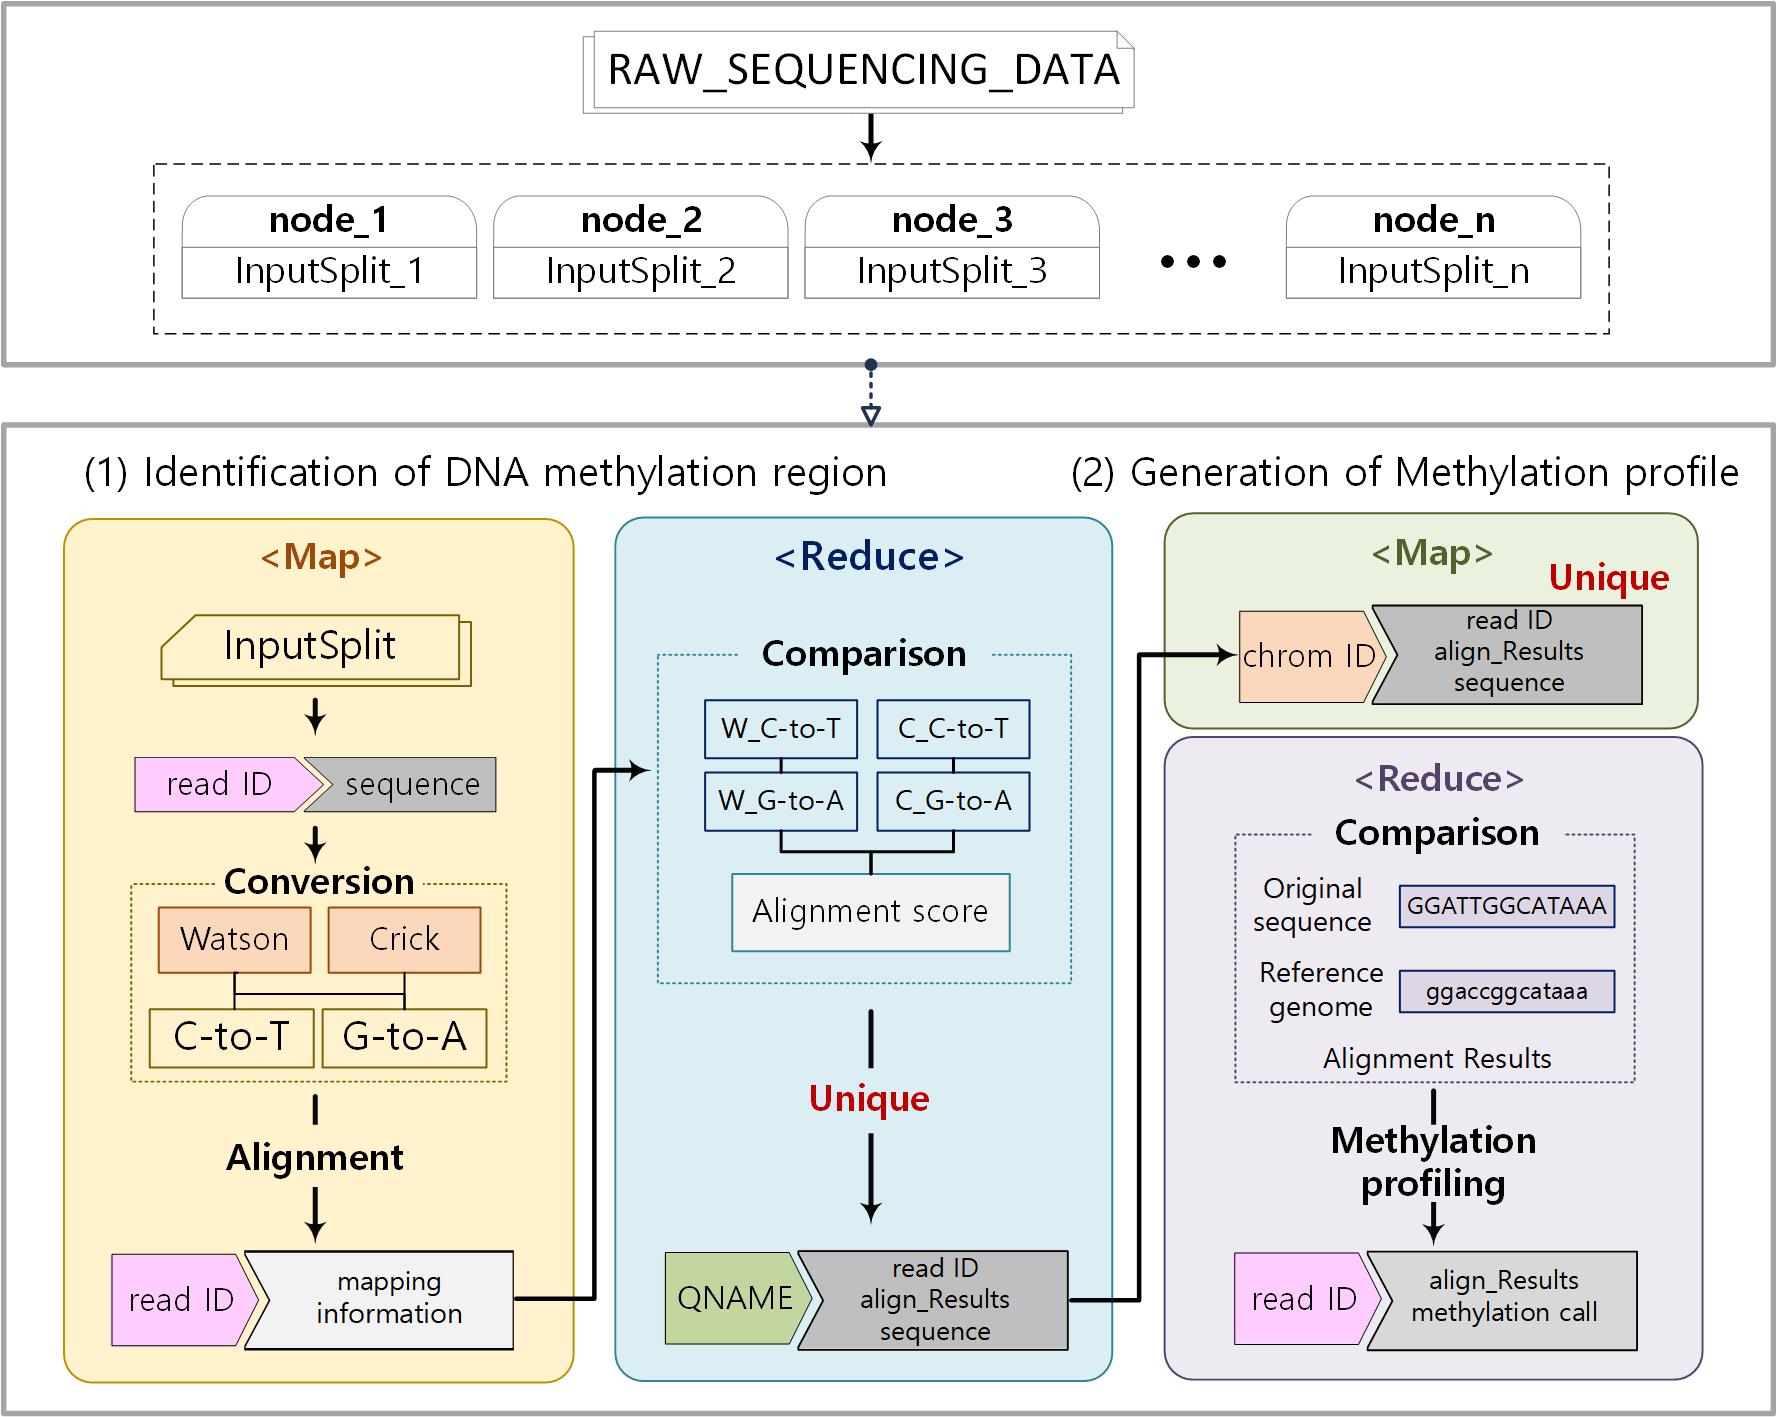 RAW_SEQUENCING_DATA
node_1
InputSplit_1
node_2
InputSplit_2
node_3
InputSplit_3
•••
node_n
InputSplit_n
(1) Identification of DNA methylation region
<Map>
InputSplit
read ID
sequence
Conversion
Watson
Crick
C-to-T
G-to-A
Alignment
read ID
mapping
information
<Reduce>
Comparison
W_C-to-T
C_C-to-T
W_G-to-A
C_G-to-A
Alignment score
Unique
QNAME
read ID
align_Results
sequence
(2) Generation of Methylation profile
<Map>
Unique
chrom ID
read ID
align_Results
sequence
<Reduce>
Comparison
Original
sequence
GGATTGGCATAAA
Reference
genome
ggaccggcataaa
Alignment Results
Methylation
profiling
read ID
align_Results
methylation call